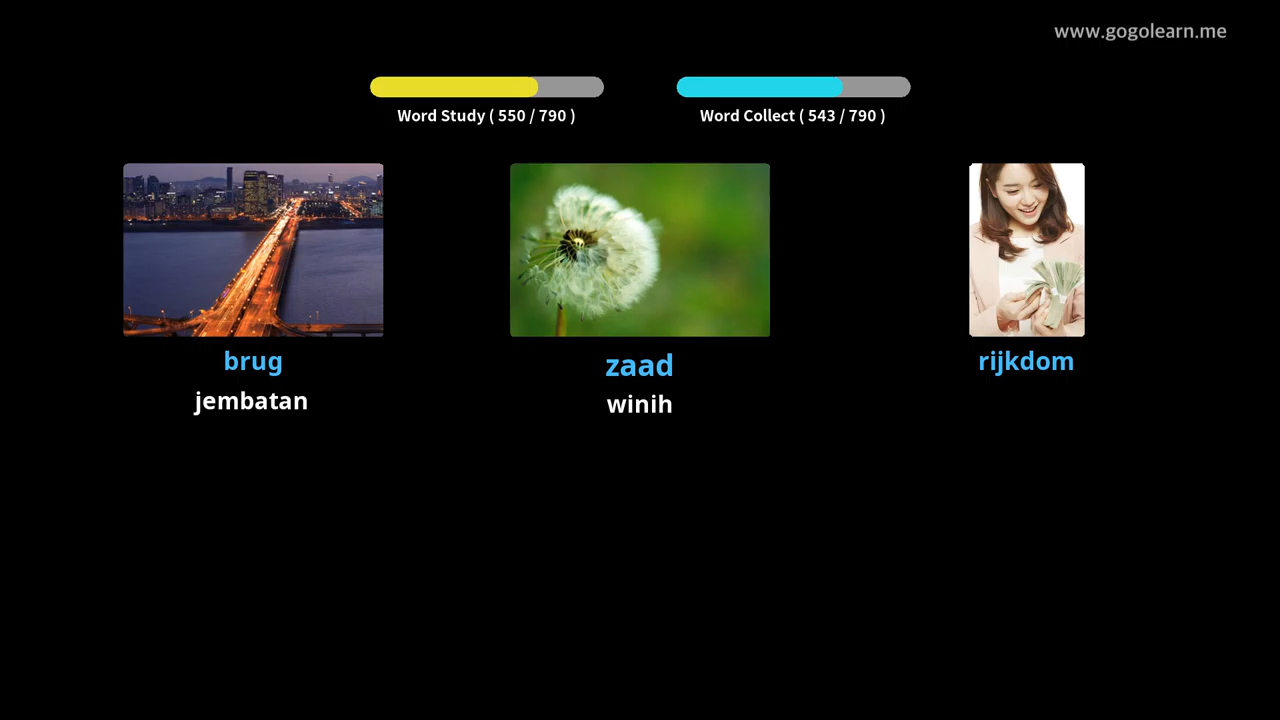 www.gogolearn.me
Word Study ( 550 / 790 )
Word Collect ( 543 / 790 )
brug
zaad
rijkdom
jembatan
winih